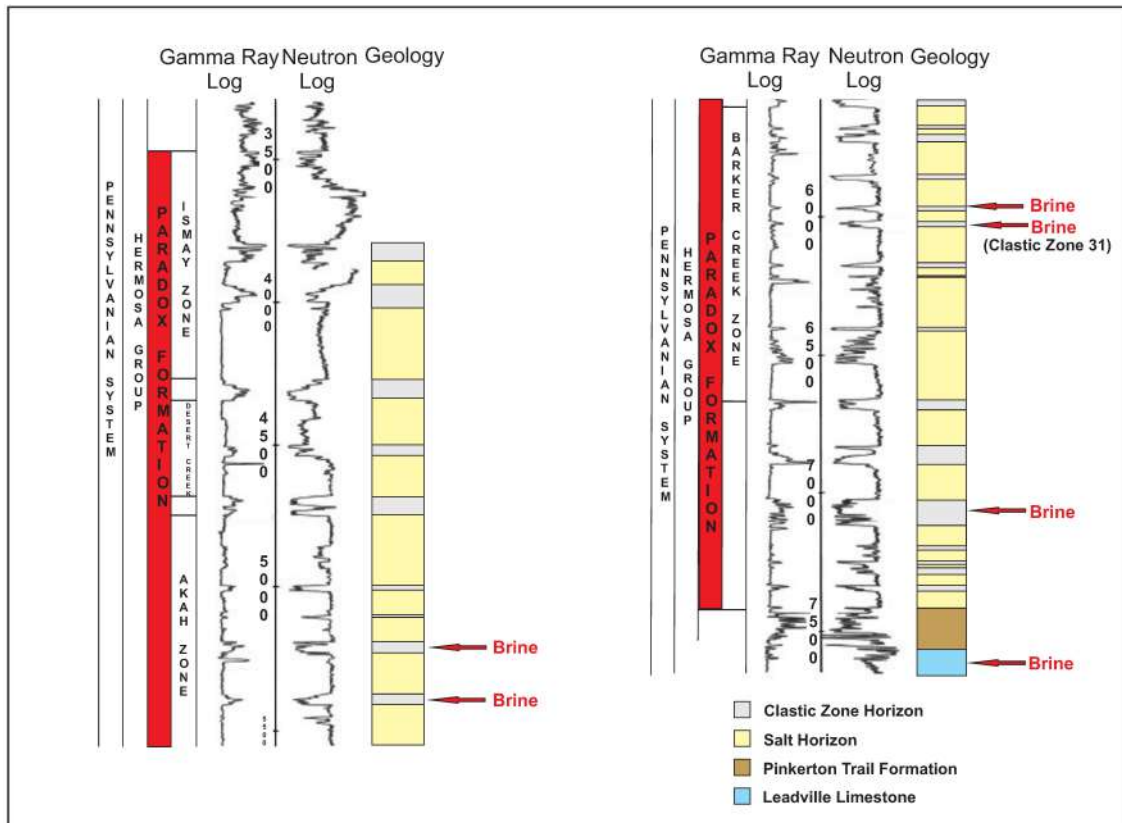 Gamma Ray Neutron Geology
Log Log
PENNSYLVANIAN SYSTEM
HERMOSA GROUP
PARADOX FORMATION
ISMAY ZONE
DESERT CREEK
AKAH ZONE
3500
4000
4500
5000
5500
Brine
Brine
Gamma Ray Neutron Geology
Log Log
PENNSYLVANIAN SYSTEM
HERMOSA GROUP
PARADOX FORMATION
BARKER CREEK ZONE
6000
6500
7000
7500
Brine
Brine
(Clastic Zone 31)
Brine
Brine
Clastic Zone Horizon
Salt Horizon
Pinkerton Trail Formation
Leadville Limestone